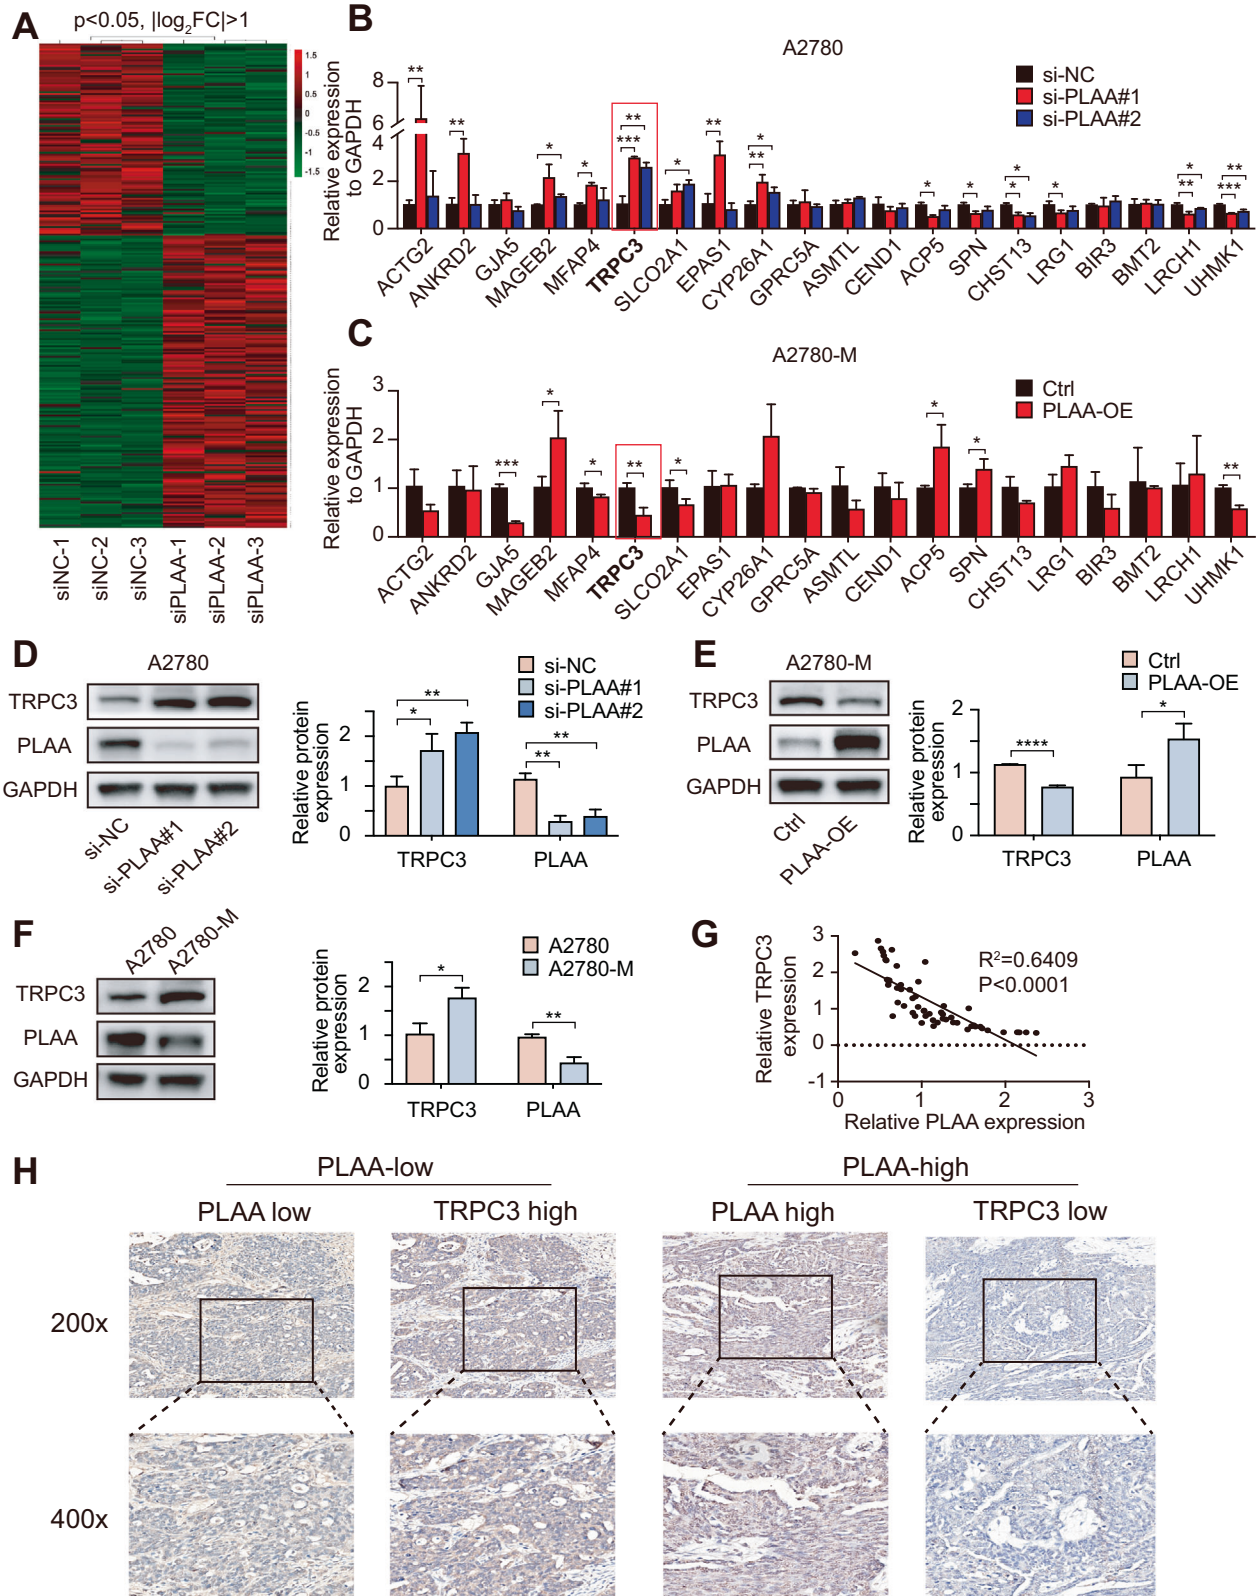 A
p<0.05, |log2FC|>1
1.5
1
0.5
0
-0.5
-1
-1.5
siNC-1
siNC-2
siNC-3
siPLAA-1
siPLAA-2
siPLAA-3
B
A2780
si-NC
si-PLAA#1
si-PLAA#2
Relative expression
to GAPDH
8
6
4
2
0
**
**
*
*
**
***
*
**
*
**
*
*
*
*
*
*
**
**
***
ACTG2
ANKRD2
GJA5
MAGEB2
MFAP4
TRPC3
SLCO2A1
EPAS1
CYP26A1
GPRC5A
ASMTL
CEND1
ACP5
SPN
CHST13
LRG1
BIR3
BMT2
LRCH1
UHMK1
C
A2780-M
Ctrl
PLAA-OE
Relative expression
to GAPDH
3
2
1
0
***
*
*
**
*
*
*
**
ACTG2
ANKRD2
GJA5
MAGEB2
MFAP4
TRPC3
SLCO2A1
EPAS1
CYP26A1
GPRC5A
ASMTL
CEND1
ACP5
SPN
CHST13
LRG1
BIR3
BMT2
LRCH1
UHMK1
D
A2780
TRPC3
PLAA
GAPDH
si-NC
si-PLAA#1
si-PLAA#2
si-NC
si-PLAA#1
si-PLAA#2
Relative protein
expression
2
1
0
**
*
**
**
TRPC3
PLAA
E
A2780-M
TRPC3
PLAA
GAPDH
Ctrl
PLAA-OE
Ctrl
PLAA-OE
Relative protein
expression
2
1
0
****
*
TRPC3
PLAA
F
A2780
A2780-M
TRPC3
PLAA
GAPDH
A2780
A2780-M
Relative protein
expression
2
1
0
*
**
TRPC3
PLAA
G
Relative TRPC3
expression
3
2
1
0
-1
R2=0.6409
P<0.0001
0
1
2
3
Relative PLAA expression
H
PLAA-low
PLAA-high
PLAA low
TRPC3 high
PLAA high
TRPC3 low
200x
400x